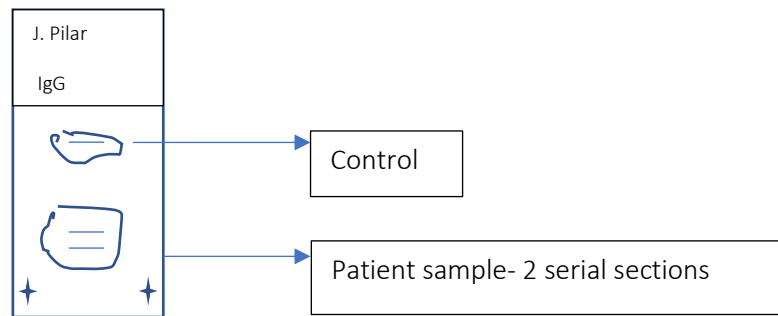 J. Pilar
IgG
Control
Patient sample- 2 serial sections